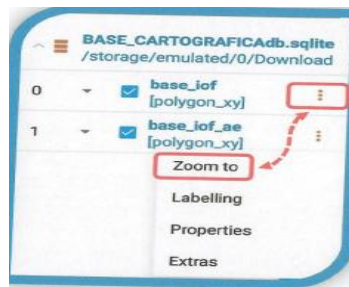 BASE_CARTOGRAFICAdb.sqlite
/storage/emulated/0/Download
0 base_iof
[polygon_xy]
1 base_iof_ae
[polygon_xy]
Zoom to
Labelling
Properties
Extras